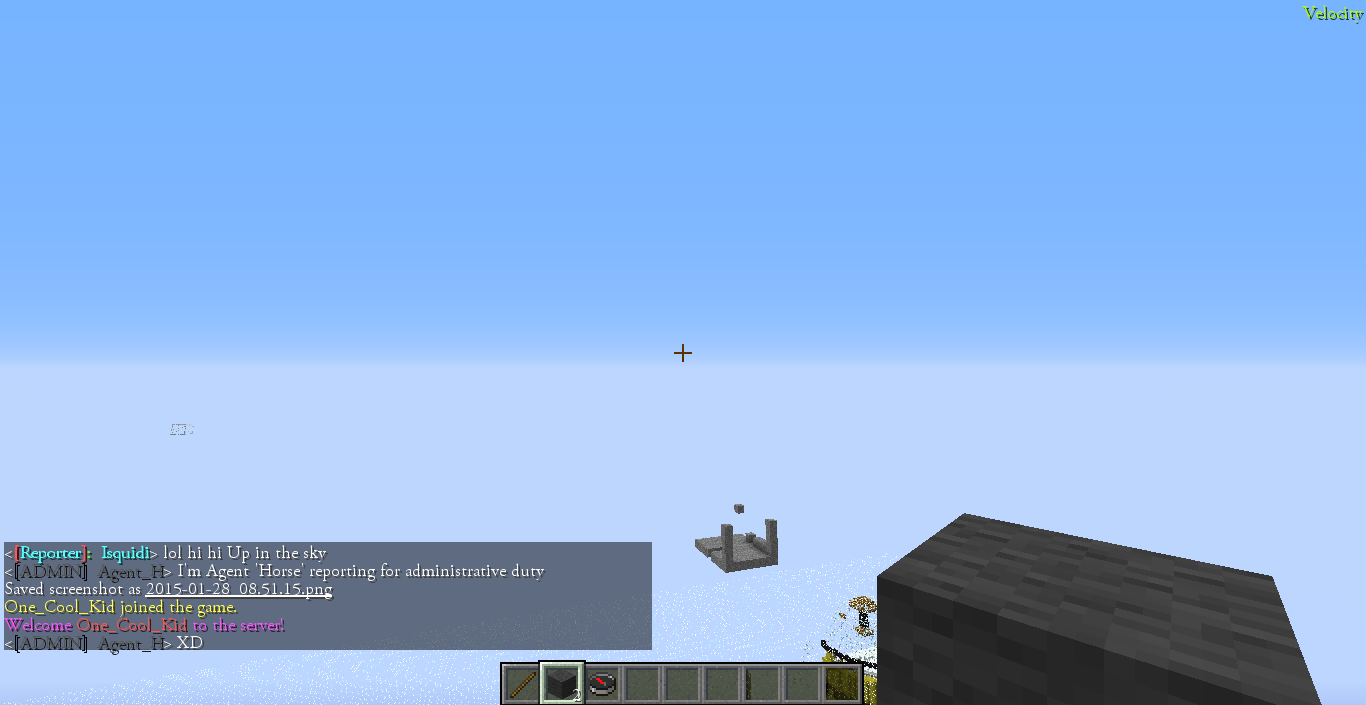 Velocity
<[Reporter]: Isquidi> lol hi hi Up in the sky
<[ADMIN] Agent_H> I'm Agent 'Horse' reporting for administrative duty
Saved screenshot as 2015-01-28_08.51.15.png
One_Cool_Kid joined the game.
Welcome One_Cool_Kid to the server!
<[ADMIN] Agent_H> XD
2